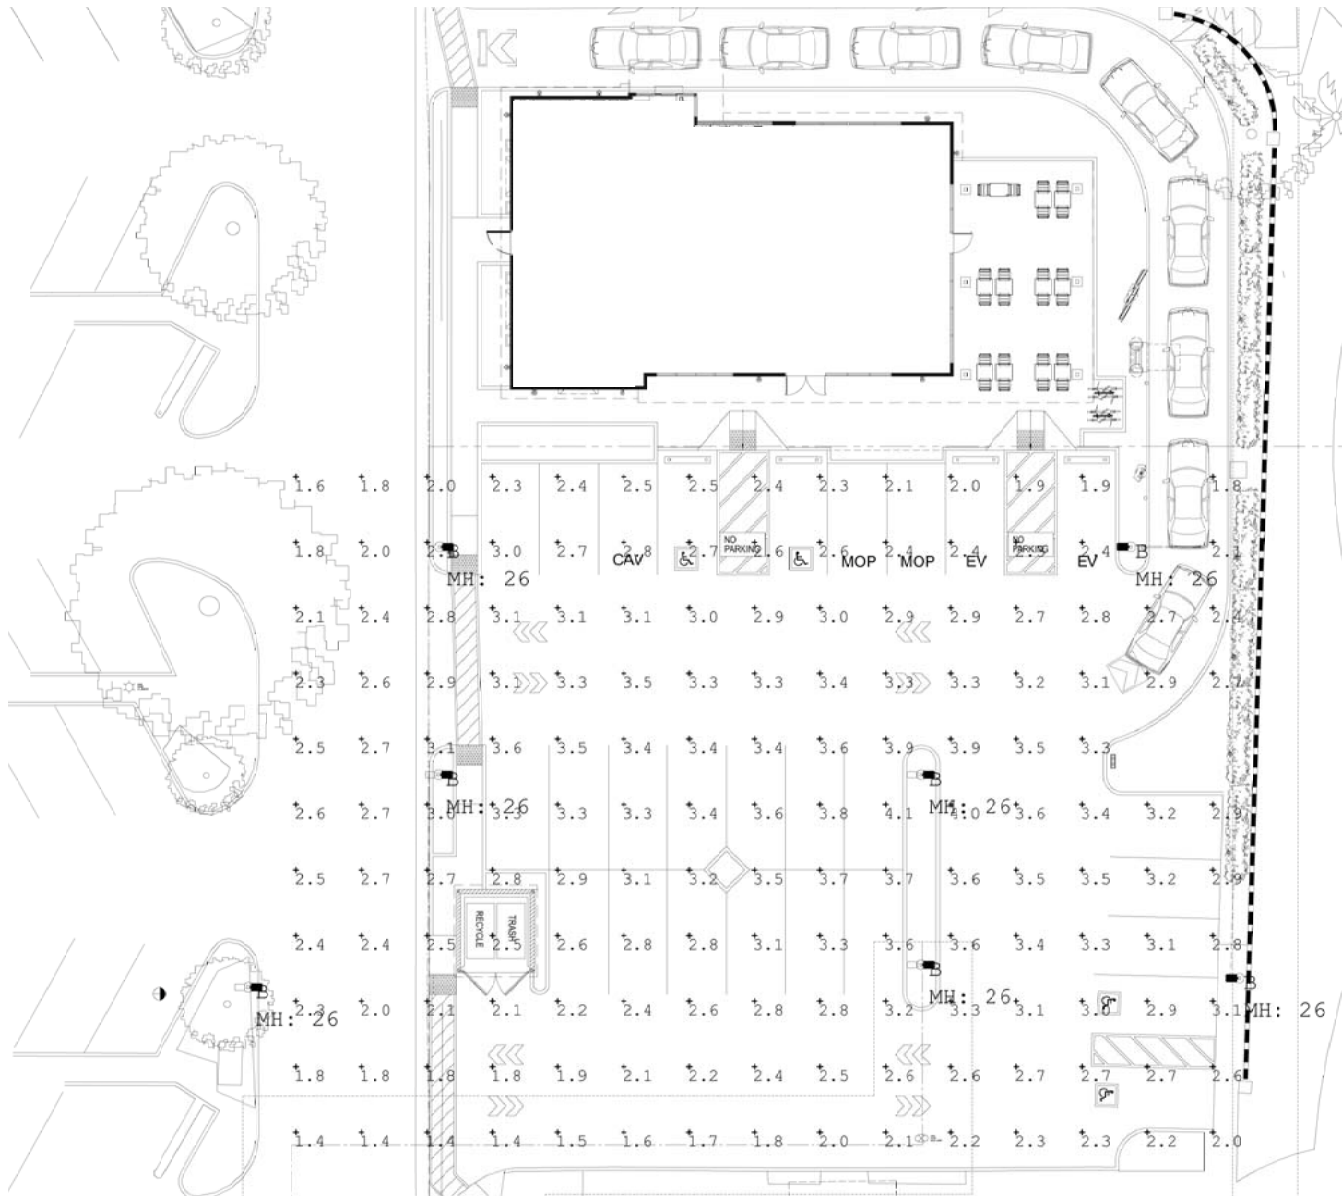 1.6 1.8 2.0 2.3 2.4 2.5 2.5 2.4 2.3 2.1 2.0 1.9 1.9 1.8
NO PARKING
NO PARKING
1.8 2.0 B 3.0 2.7 2.8 2.7 2.6 2.6 2.4 2.4 2.4 B 2.1
CAV MOP MOP EV EV
MH: 26 MH: 26
2.1 2.4 2.8 3.1 3.1 3.1 3.0 2.9 3.0 2.9 2.9 2.7 2.8 2.7
2.3 2.6 2.9 3.1 3.3 3.5 3.3 3.3 3.4 3.3 3.3 3.2 3.1 2.9 2.7
2.5 2.7 3.1 3.6 3.5 3.4 3.4 3.4 3.6 3.9 3.9 3.5 3.3
B B
MH: 26 MH: 26
2.6 2.7 3.3 3.3 3.3 3.4 3.6 3.8 4.1 4.0 3.6 3.4 3.2 2.9
2.5 2.7 2.7 2.8 2.9 3.1 3.2 3.5 3.7 3.7 3.6 3.5 3.5 3.2 2.9
RECYCLE
TRASH
2.4 2.4 2.5 2.5 2.6 2.8 2.8 3.1 3.3 3.6 3.6 3.4 3.3 3.1 2.8
B B B
MH: 26 MH: 26 MH: 26
2.3 2.0 2.1 2.1 2.2 2.4 2.6 2.8 2.8 3.2 3.3 3.1 3.0 2.9 3.1
1.8 1.8 1.8 1.8 1.9 2.1 2.2 2.4 2.5 2.6 2.6 2.7 2.7 2.7 2.6
1.4 1.4 1.4 1.4 1.5 1.6 1.7 1.8 2.0 2.1 2.2 2.3 2.3 2.2 2.0